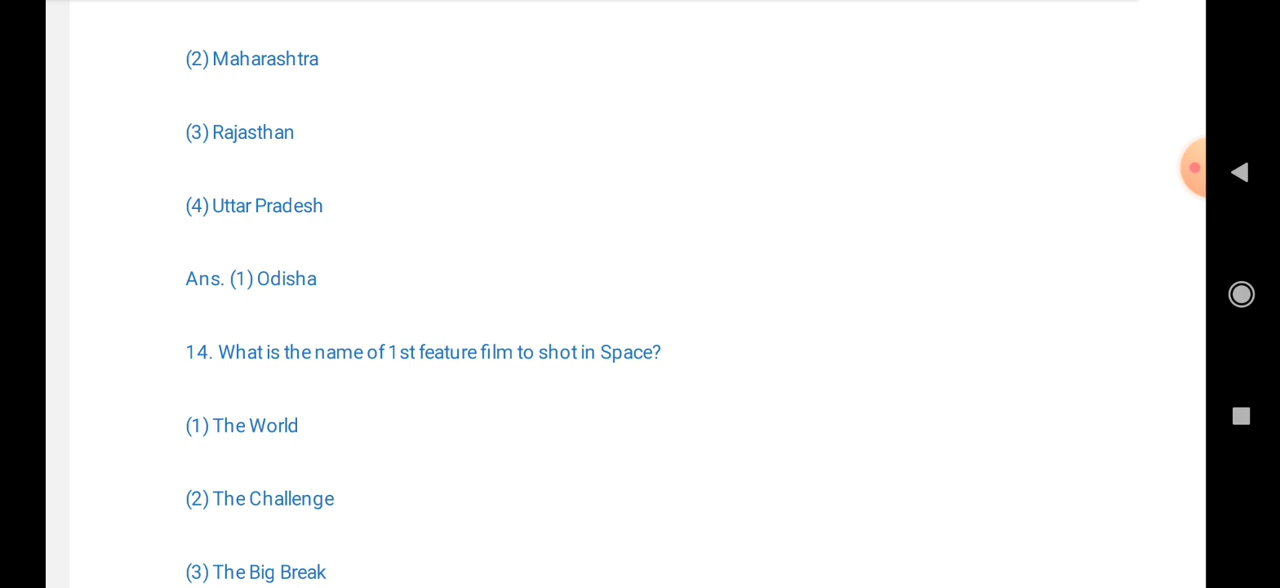 (2) Maharashtra
(3) Rajasthan
(4) Uttar Pradesh
Ans. (1) Odisha
14. What is the name of 1st feature film to shot in Space?
(1) The World
(2) The Challenge
(3) The Big Break